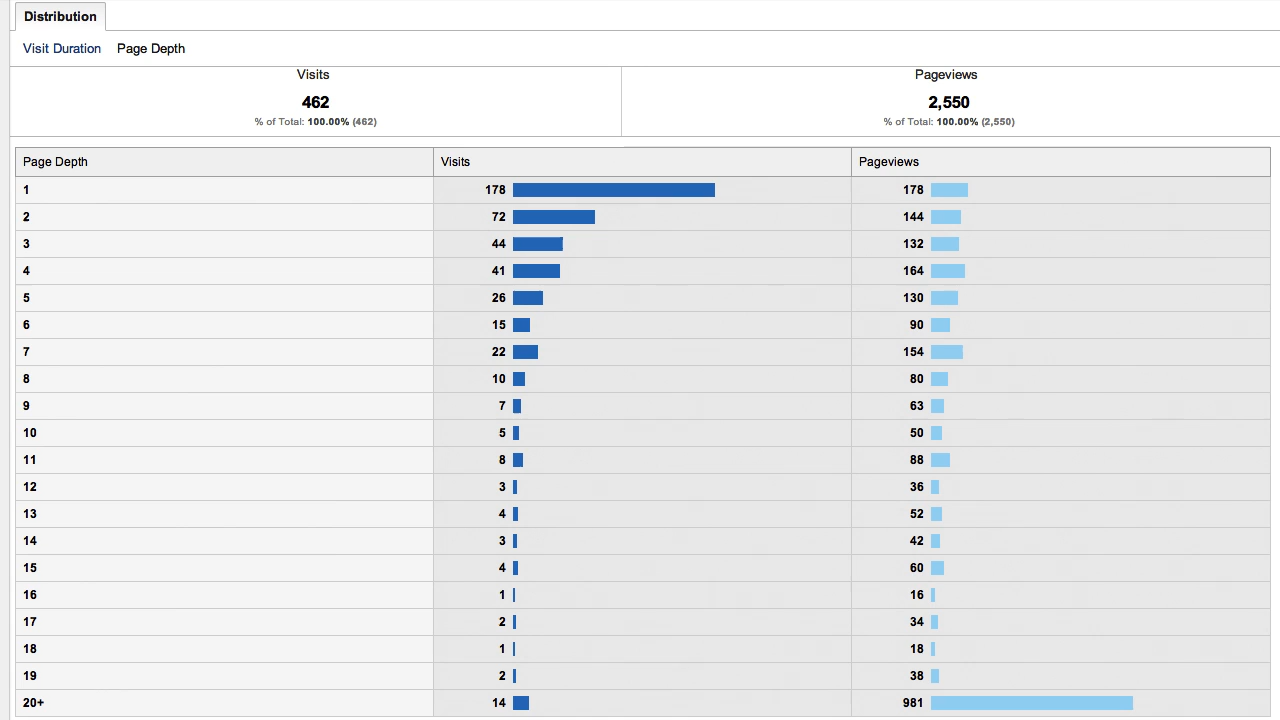 Distribution
Visit Duration Page Depth
Visits Pageviews
462 2,550
% of Total: 100.00% (462) % of Total: 100.00% (2,550)
Page Depth Visits Pageviews
1 178 178
2 72 144
3 44 132
4 41 164
5 26 130
6 15 90
7 22 154
8 10 80
9 7 63
10 5 50
11 8 88
12 3 36
13 4 52
14 3 42
15 4 60
16 1 16
17 2 34
18 1 18
19 2 38
20+ 14 981